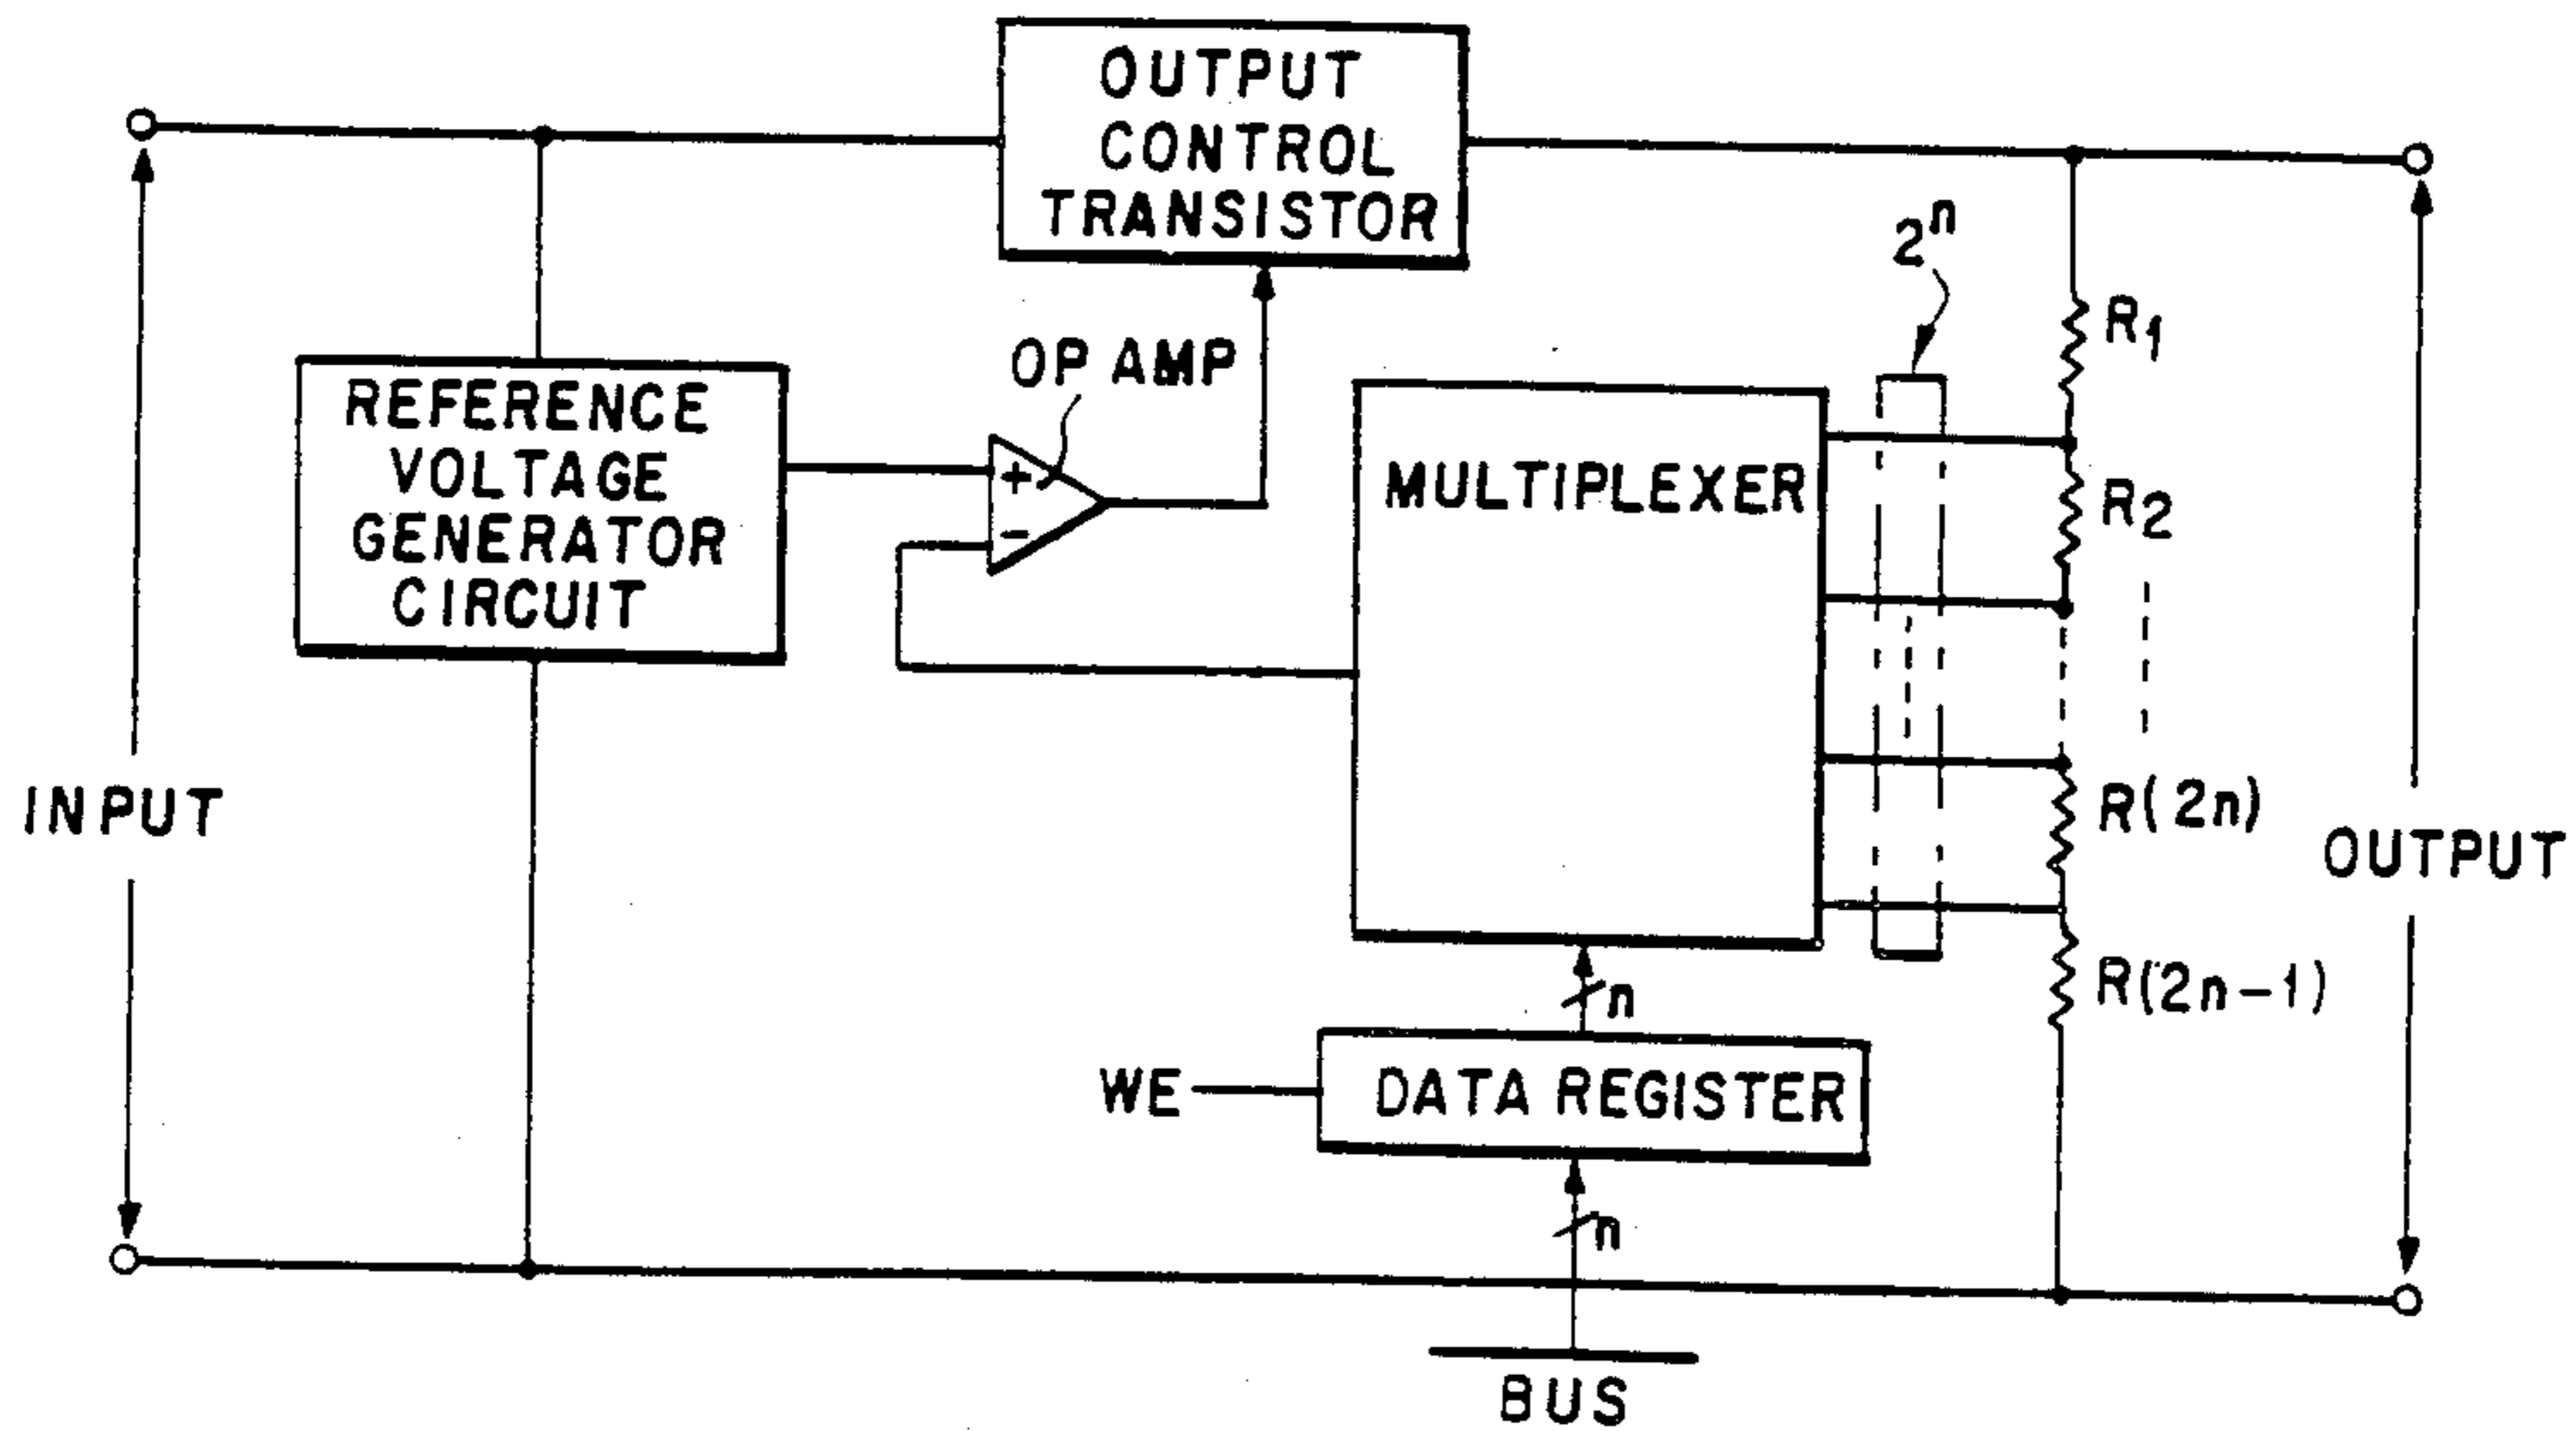 OUTPUT
CONTROL
TRANSISTOR
2ⁿ
R1
OP AMP
REFERENCE
VOLTAGE
GENERATOR
CIRCUIT
+
-
MULTIPLEXER
R2
INPUT
R(2n)
OUTPUT
R(2n-1)
n
WE
DATA REGISTER
n
BUS